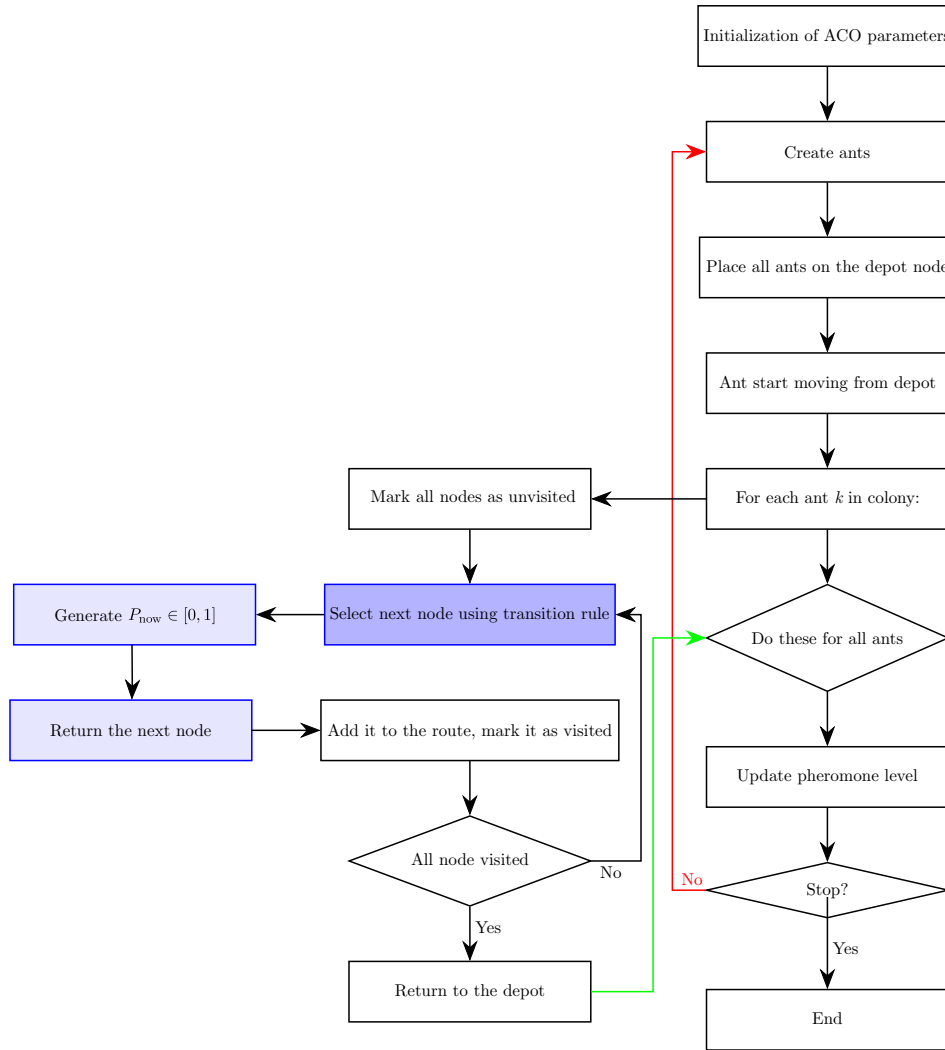 Initialization of ACO parameters
Create ants
Place all ants on the depot node
Ant start moving from depot
Mark all nodes as unvisited
For each ant k in colony:
Generate P_now ∈ [0, 1]
Select next node using transition rule
Do these for all ants
Return the next node
Add it to the route, mark it as visited
Update pheromone level
All node visited
No
No
Stop?
Yes
Yes
Return to the depot
End